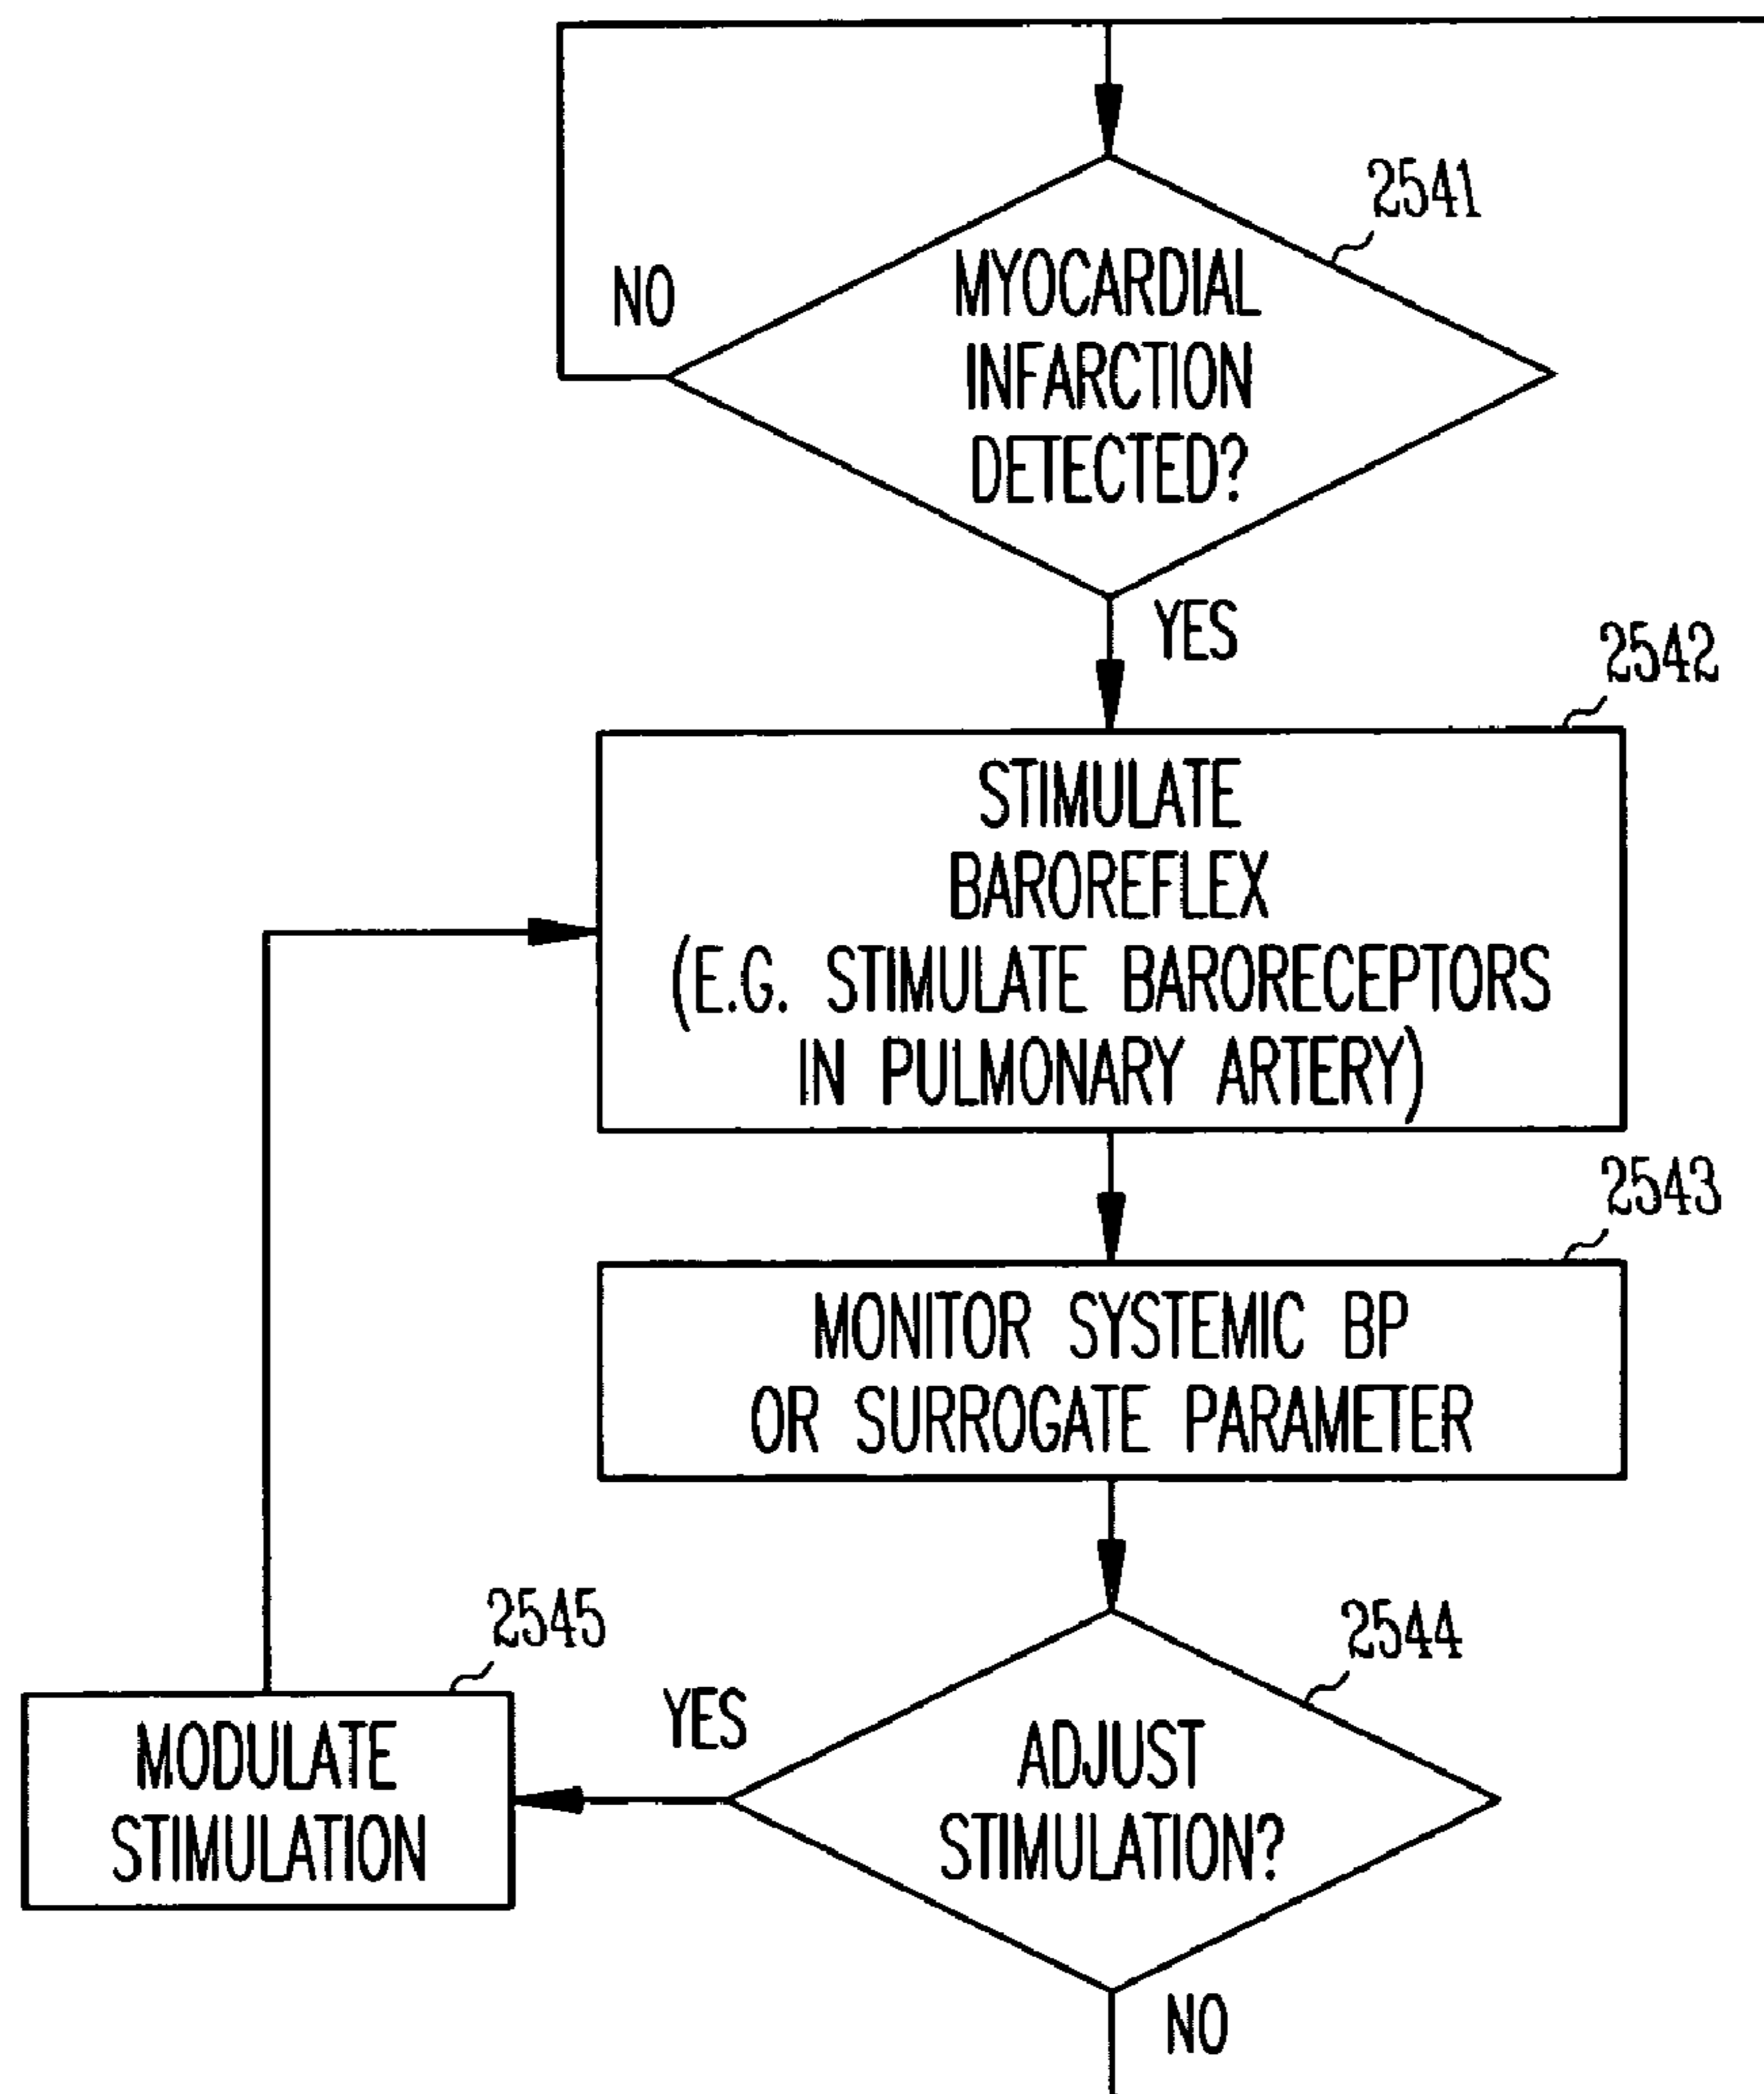 2541
MYOCARDIAL
INFARCTION
DETECTED?
NO
YES
2542
STIMULATE
BAROREFLEX
(E.G. STIMULATE BARORECEPTORS
IN PULMONARY ARTERY)
2543
MONITOR SYSTEMIC BP
OR SURROGATE PARAMETER
2544
ADJUST
STIMULATION?
YES
2545
MODULATE
STIMULATION
NO